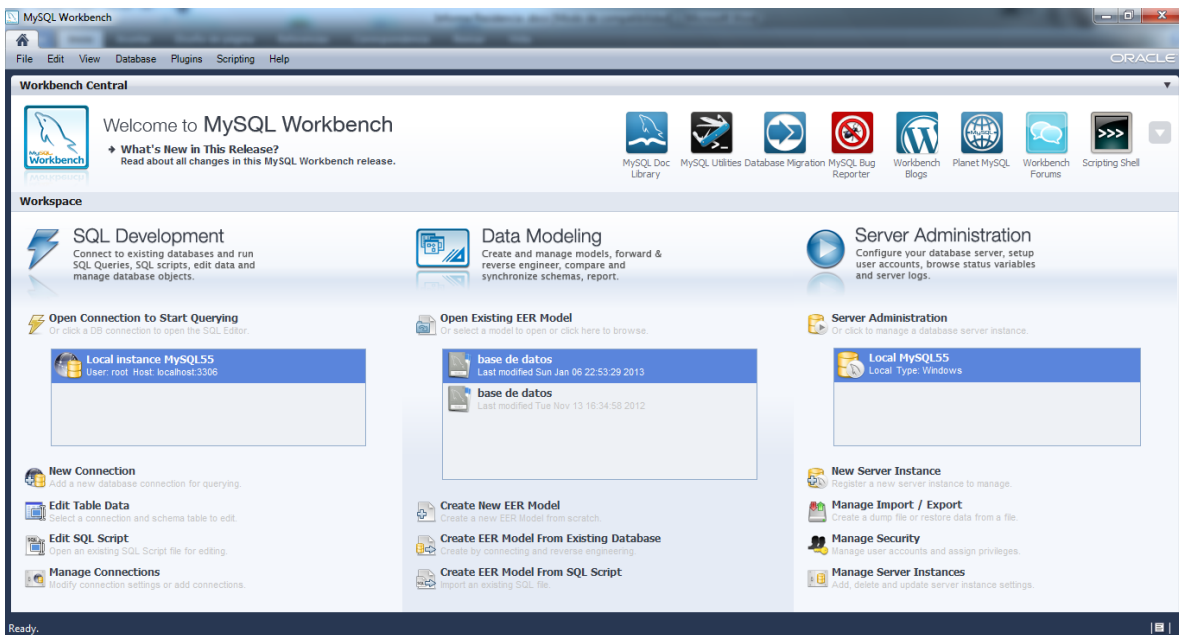 MySQL Workbench
File Edit View Database Plugins Scripting Help
ORACLE
Workbench Central
MySQL
Workbench
Welcome to MySQL Workbench
What's New in This Release?
Read about all changes in this MySQL Workbench release.
MySQL Doc
Library
MySQL Utilities
Database Migration
MySQL Bug
Reporter
Workbench
Blogs
Planet MySQL
Workbench
Forums
>>>
Scripting Shell
Workspace
SQL Development
Connect to existing databases and run
SQL Queries, SQL scripts, edit data and
manage database objects.
Open Connection to Start Querying
Or click a DB connection to open the SQL Editor.
Local instance MySQL55
User: root Host: localhost:3306
New Connection
Add a new database connection for querying.
Edit Table Data
Select a connection and schema table to edit.
Edit SQL Script
Open an existing SQL Script file for editing.
Manage Connections
Modify connection settings or add connections.
Data Modeling
Create and manage models, forward &
reverse engineer, compare and
synchronize schemas, report.
Open Existing EER Model
Or select a model to open or click here to browse.
base de datos
Last modified Sun Jan 06 22:53:29 2013
base de datos
Last modified Tue Nov 13 16:34:58 2012
Create New EER Model
Create a new EER Model from scratch.
Create EER Model From Existing Database
Create by connecting and reverse engineering.
Create EER Model From SQL Script
Import an existing SQL file.
Server Administration
Configure your database server, setup
user accounts, browse status variables
and server logs.
Server Administration
Or click to manage a database server instance.
Local MySQL55
Local Type: Windows
New Server Instance
Register a new server instance to manage.
Manage Import / Export
Create a dump file or restore data from a file.
Manage Security
Manage user accounts and assign privileges.
Manage Server Instances
Add, delete and update server instance settings.
Ready.